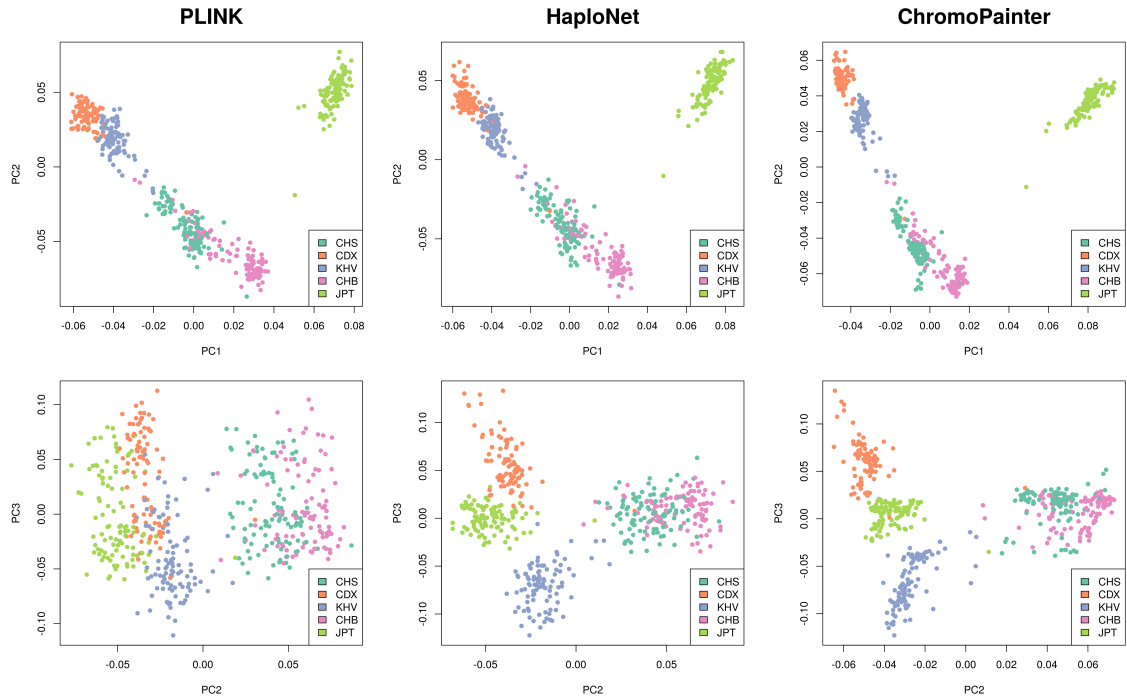 PLINK
HaploNet
ChromoPainter
PC2
0.05
0.00
-0.05
-0.06
-0.04
-0.02
0.00
0.02
0.04
0.06
0.08
PC1
CHS
CDX
KHV
CHB
JPT
PC2
0.05
0.00
-0.05
-0.06
-0.04
-0.02
0.00
0.02
0.04
0.06
0.08
PC1
CHS
CDX
KHV
CHB
JPT
PC2
0.06
0.04
0.02
0.00
-0.02
-0.04
-0.06
-0.04
-0.02
0.00
0.02
0.04
0.06
0.08
PC1
CHS
CDX
KHV
CHB
JPT
PC3
0.10
0.05
0.00
-0.05
-0.10
-0.05
0.00
0.05
PC2
CHS
CDX
KHV
CHB
JPT
PC3
0.10
0.05
0.00
-0.05
-0.10
-0.05
0.00
0.05
PC2
CHS
CDX
KHV
CHB
JPT
PC3
0.10
0.05
0.00
-0.05
-0.10
-0.06
-0.04
-0.02
0.00
0.02
0.04
0.06
PC2
CHS
CDX
KHV
CHB
JPT